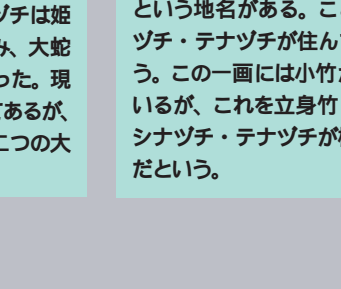 ヅチは姫
み、大蛇
った。現
てあるが、
二つの大
という地名がある。こ
ヅチ・テナヅチが住ん
う。この一画には小竹
いるが、これを立身竹
シナヅチ・テナヅチが
だという。